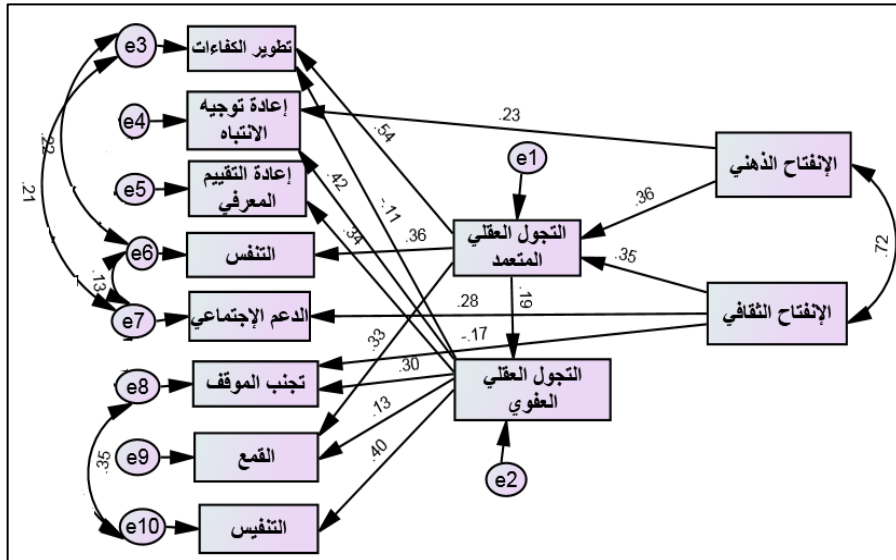 e3
تطوير الكفاءات
e4
إعادة توجيه
الانتباه
e5
إعادة التقييم
المعرفي
e6
التنفس
e7
الدعم الإجتماعي
e8
تجنب الموقف
e9
القمع
e10
التنفيس
.22
.21
.13
.35
.54
.42
-.11
.34
.36
.33
.28
-.17
.30
.13
.40
.23
.36
.35
.19
.72
e1
التجول العقلي
المتعمد
التجول العقلي
العفوي
e2
الإنفتاح الذهني
الإنفتاح الثقافي